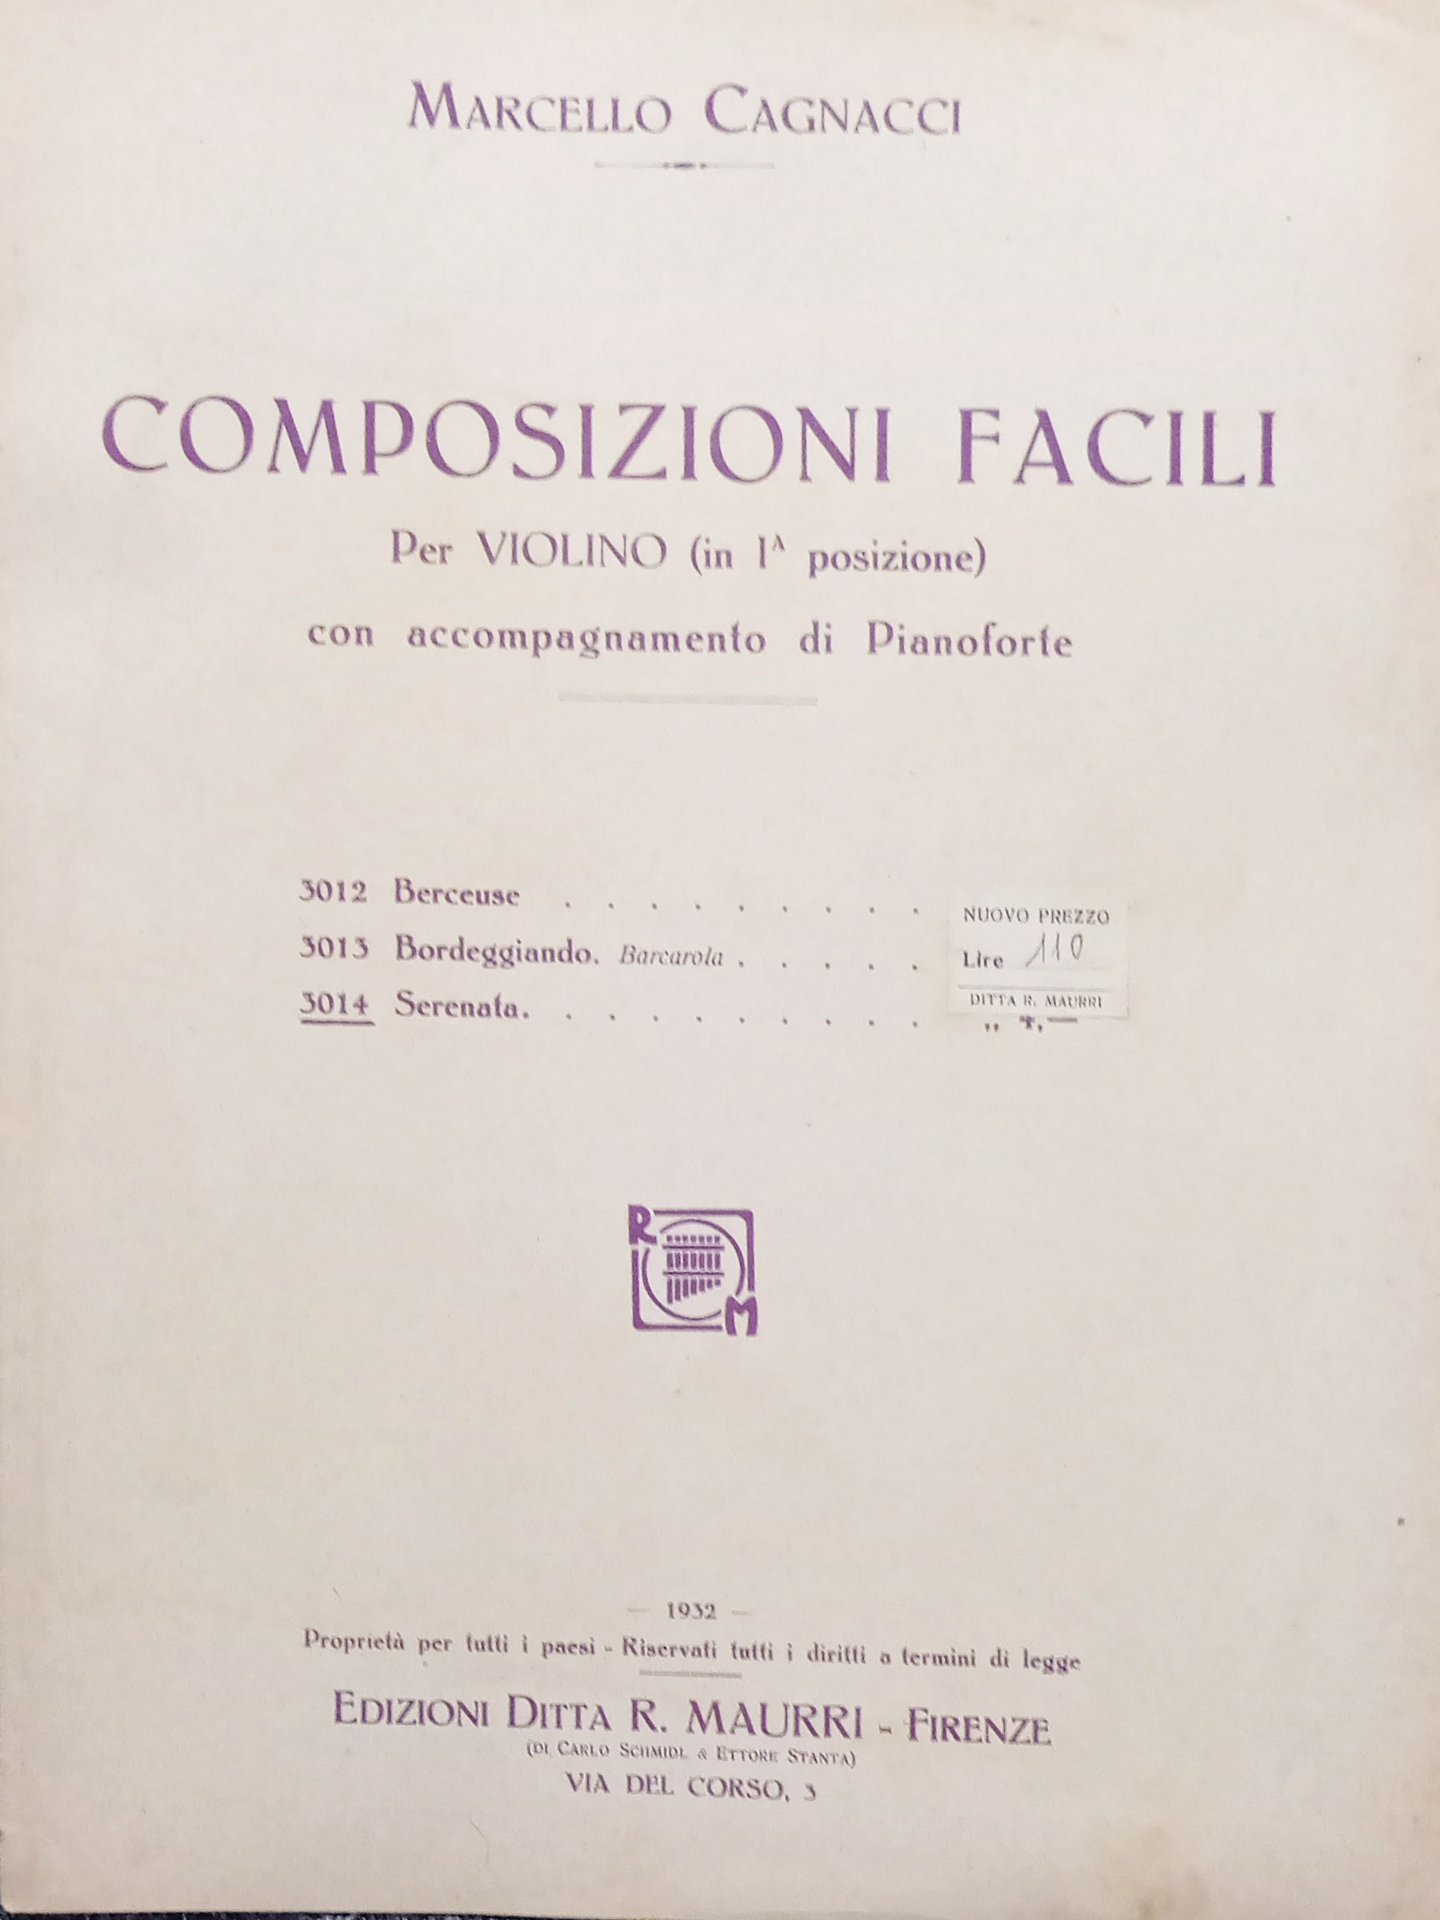 MARCELLO CAGNACCI
COMPOSIZIONI FACILI
Per VIOLINO (in 1ᴬ posizione)
con accompagnamento di Pianoforte
3012 Berceuse . . . . . . . . .
3013 Bordeggiando. Barcarola . . . . .
3014 Serenata. . . . . . . . . .
NUOVO PREZZO
Lire 110
DITTA R. MAURRI
„ 4,—
R M
— 1932 —
Proprietà per tutti i paesi - Riservati tutti i diritti a termini di legge
EDIZIONI DITTA R. MAURRI - FIRENZE
(DI CARLO SCHMIDL & ETTORE STANTA)
VIA DEL CORSO, 3